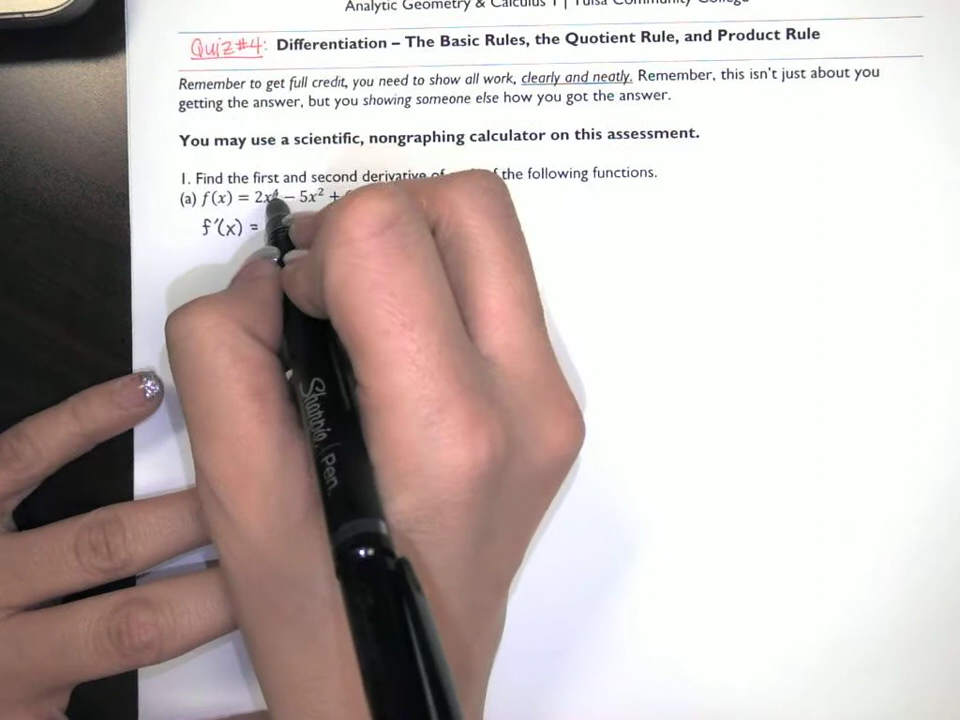 Analytic Geometry & Calculus 1 | Tulsa Community College
Quiz #4: Differentiation – The Basic Rules, the Quotient Rule, and Product Rule
Remember to get full credit, you need to show all work, clearly and neatly. Remember, this isn't just about you
getting the answer, but you showing someone else how you got the answer.
You may use a scientific, nongraphing calculator on this assessment.
1. Find the first and second derivative of the following functions.
(a) f(x) = 2x⁴ – 5x² +
f'(x) =
Sharpie | Pen.